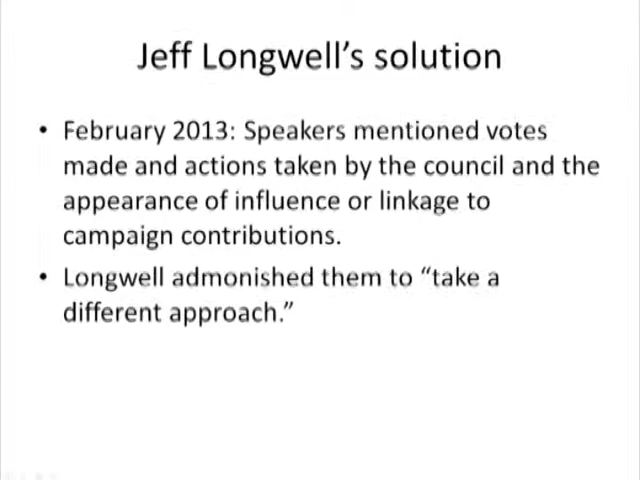 Jeff Longwell’s solution
• February 2013: Speakers mentioned votes
made and actions taken by the council and the
appearance of influence or linkage to
campaign contributions.
• Longwell admonished them to “take a
different approach.”